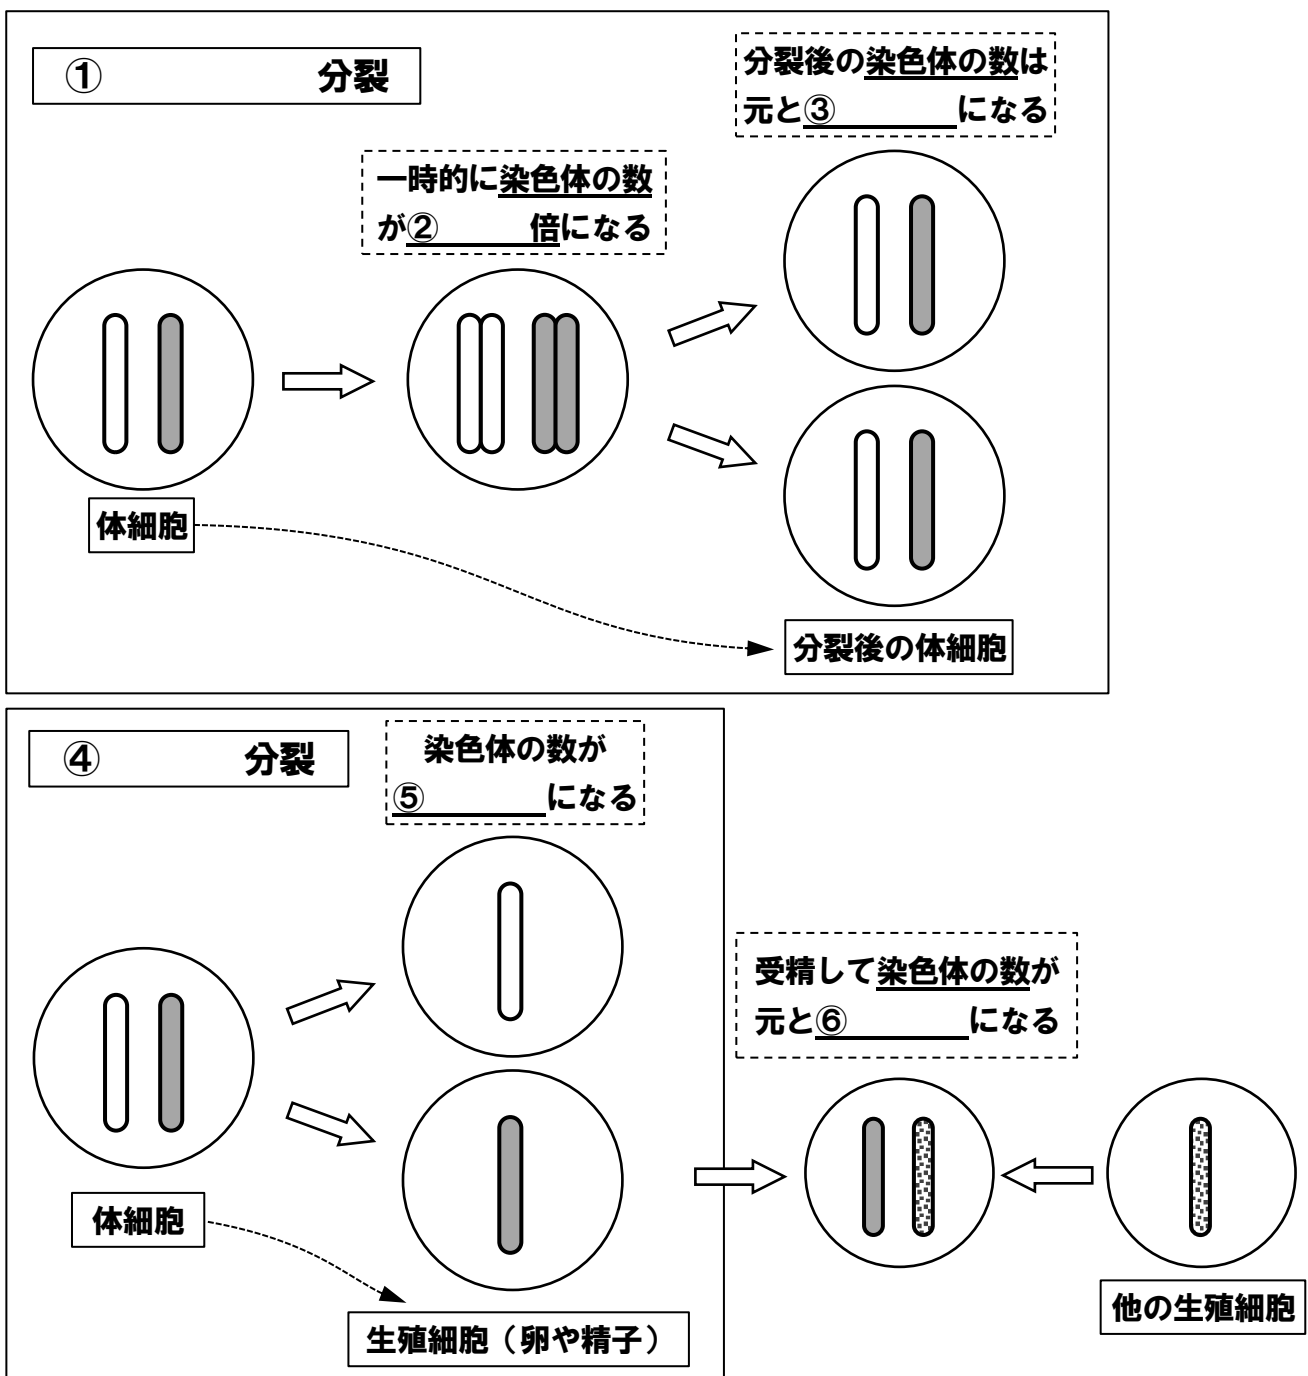 ① 分裂
分裂後の染色体の数は
元と③ になる
一時的に染色体の数
が② 倍になる
体細胞
分裂後の体細胞
④ 分裂
染色体の数が
⑤ になる
受精して染色体の数が
元と⑥ になる
体細胞
生殖細胞（卵や精子）
他の生殖細胞